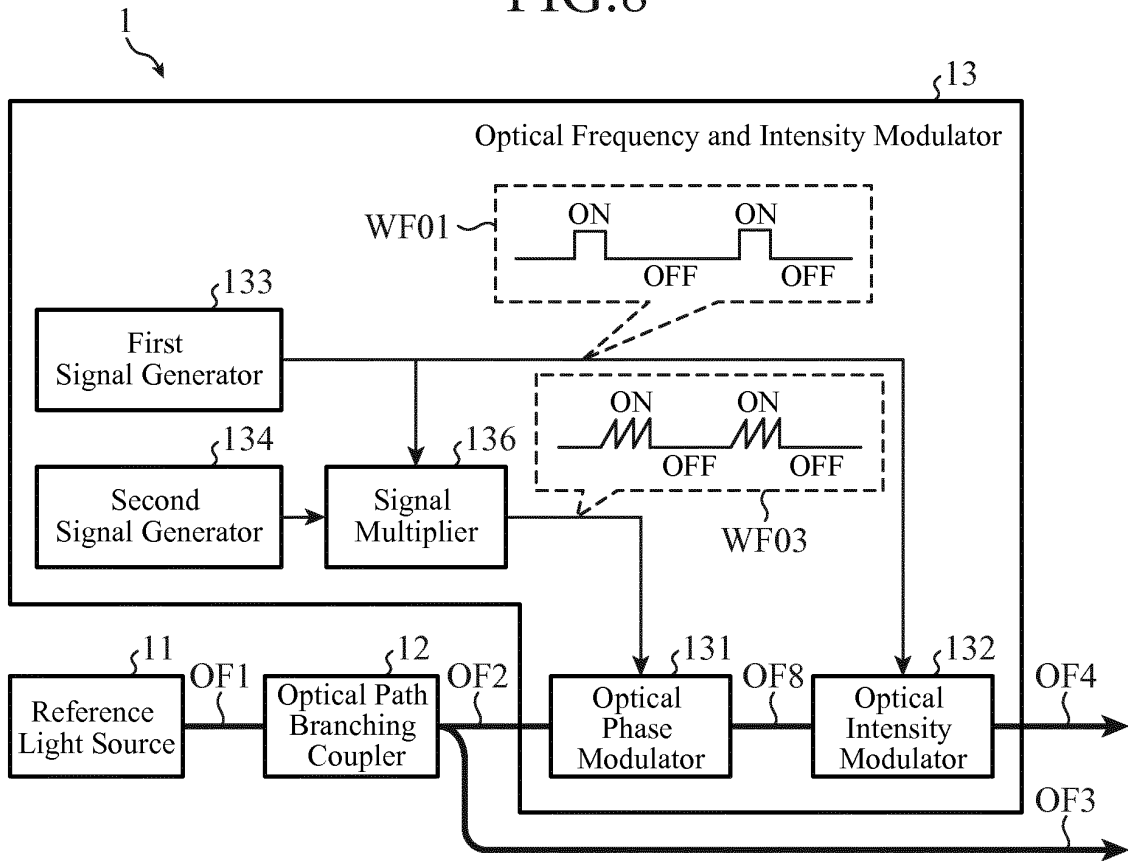 FIG.8
1
13
Optical Frequency and Intensity Modulator
WF01
ON
ON
OFF
OFF
133
First
Signal Generator
ON
ON
OFF
OFF
WF03
134
Second
Signal Generator
136
Signal
Multiplier
11
Reference
Light Source
OF1
12
Optical Path
Branching
Coupler
OF2
131
Optical
Phase
Modulator
OF8
132
Optical
Intensity
Modulator
OF4
OF3